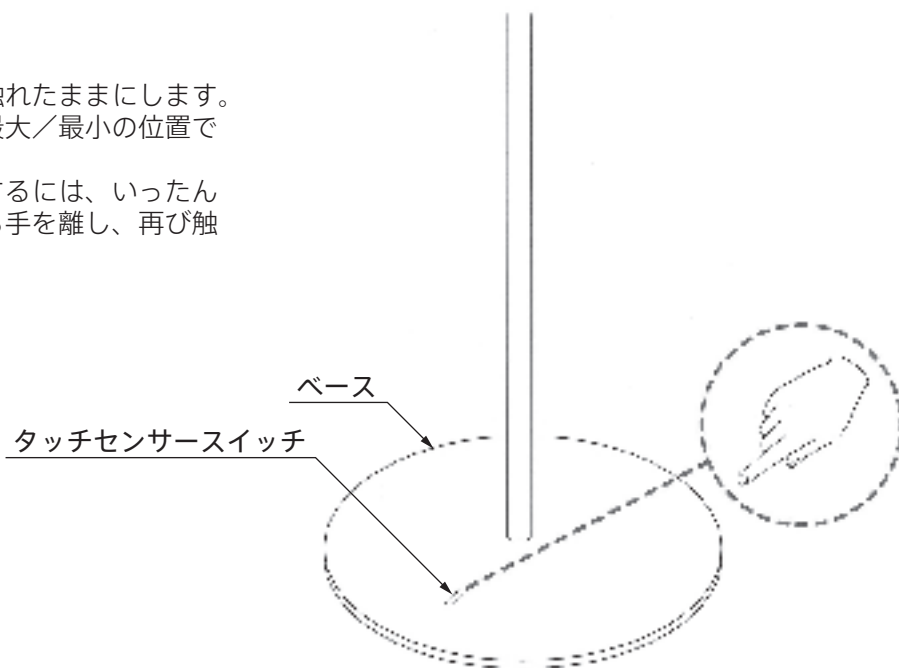 触れたままにします。
最大／最小の位置で
するには、いったん
ら手を離し、再び触
ベース
タッチセンサースイッチ